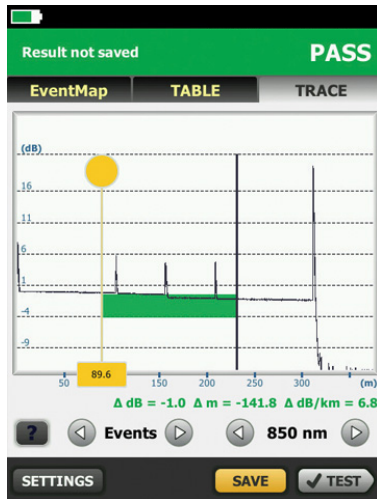 Result not saved PASS
EventMap TABLE TRACE
(dB)
16
11
6
1
-4
-9
50 89.6 150 200 250 300 (m)
Δ dB = -1.0 Δ m = -141.8 Δ dB/km = 6.8
? Events 850 nm
SETTINGS SAVE TEST